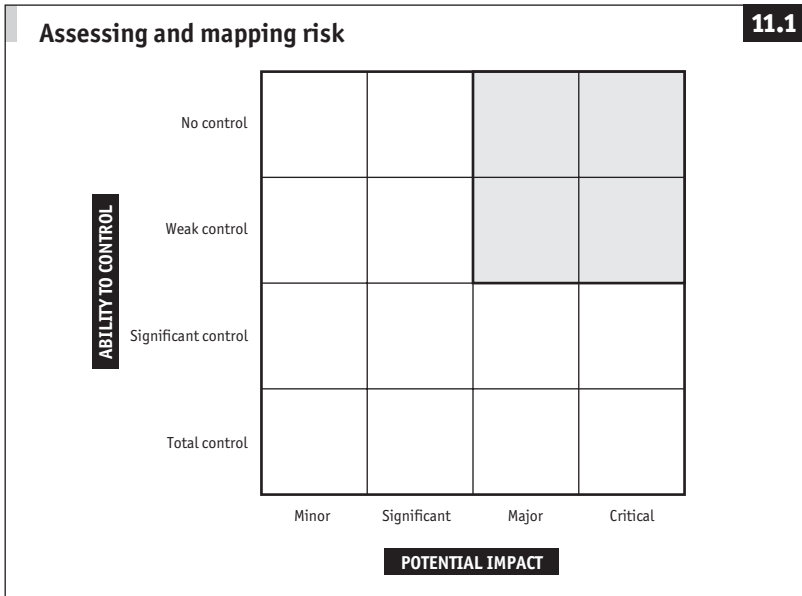 Assessing and mapping risk
11.1
No control
Weak control
Significant control
Total control
ABILITY TO CONTROL
Minor
Significant
Major
Critical
POTENTIAL IMPACT